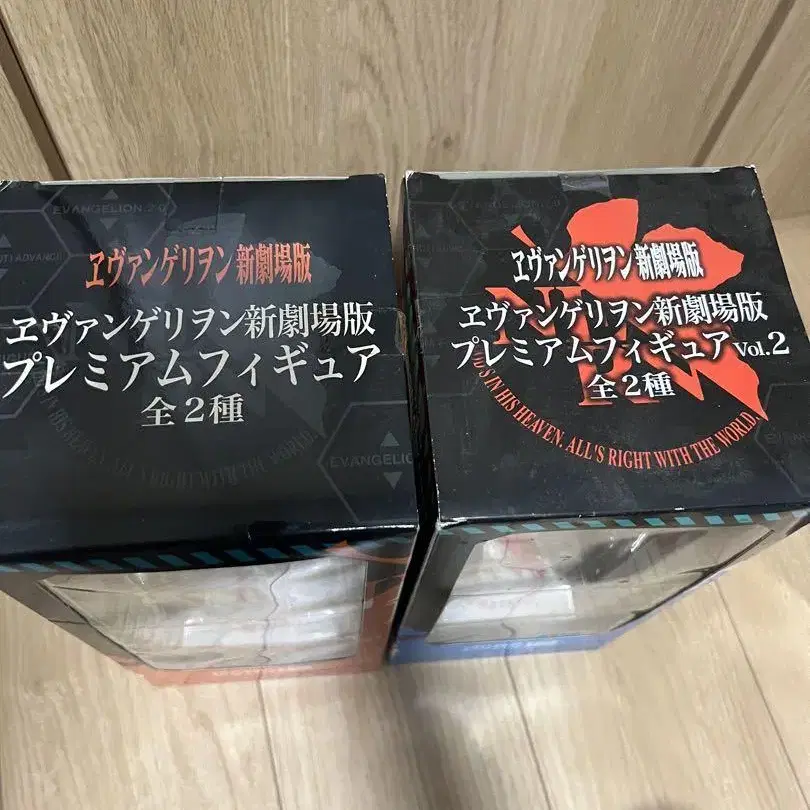 EVANGELION:2.0
ヱヴァンゲリヲン新劇場版
ヱヴァンゲリヲン新劇場版
プレミアムフィギュア
全2種
EVANGELIO
ヱヴァンゲリヲン新劇場版
ヱヴァンゲリヲン新劇場版
プレミアムフィギュア Vol.2
全2種
IN HIS HEAVEN. ALL'S RIGHT WITH THE WORLD.